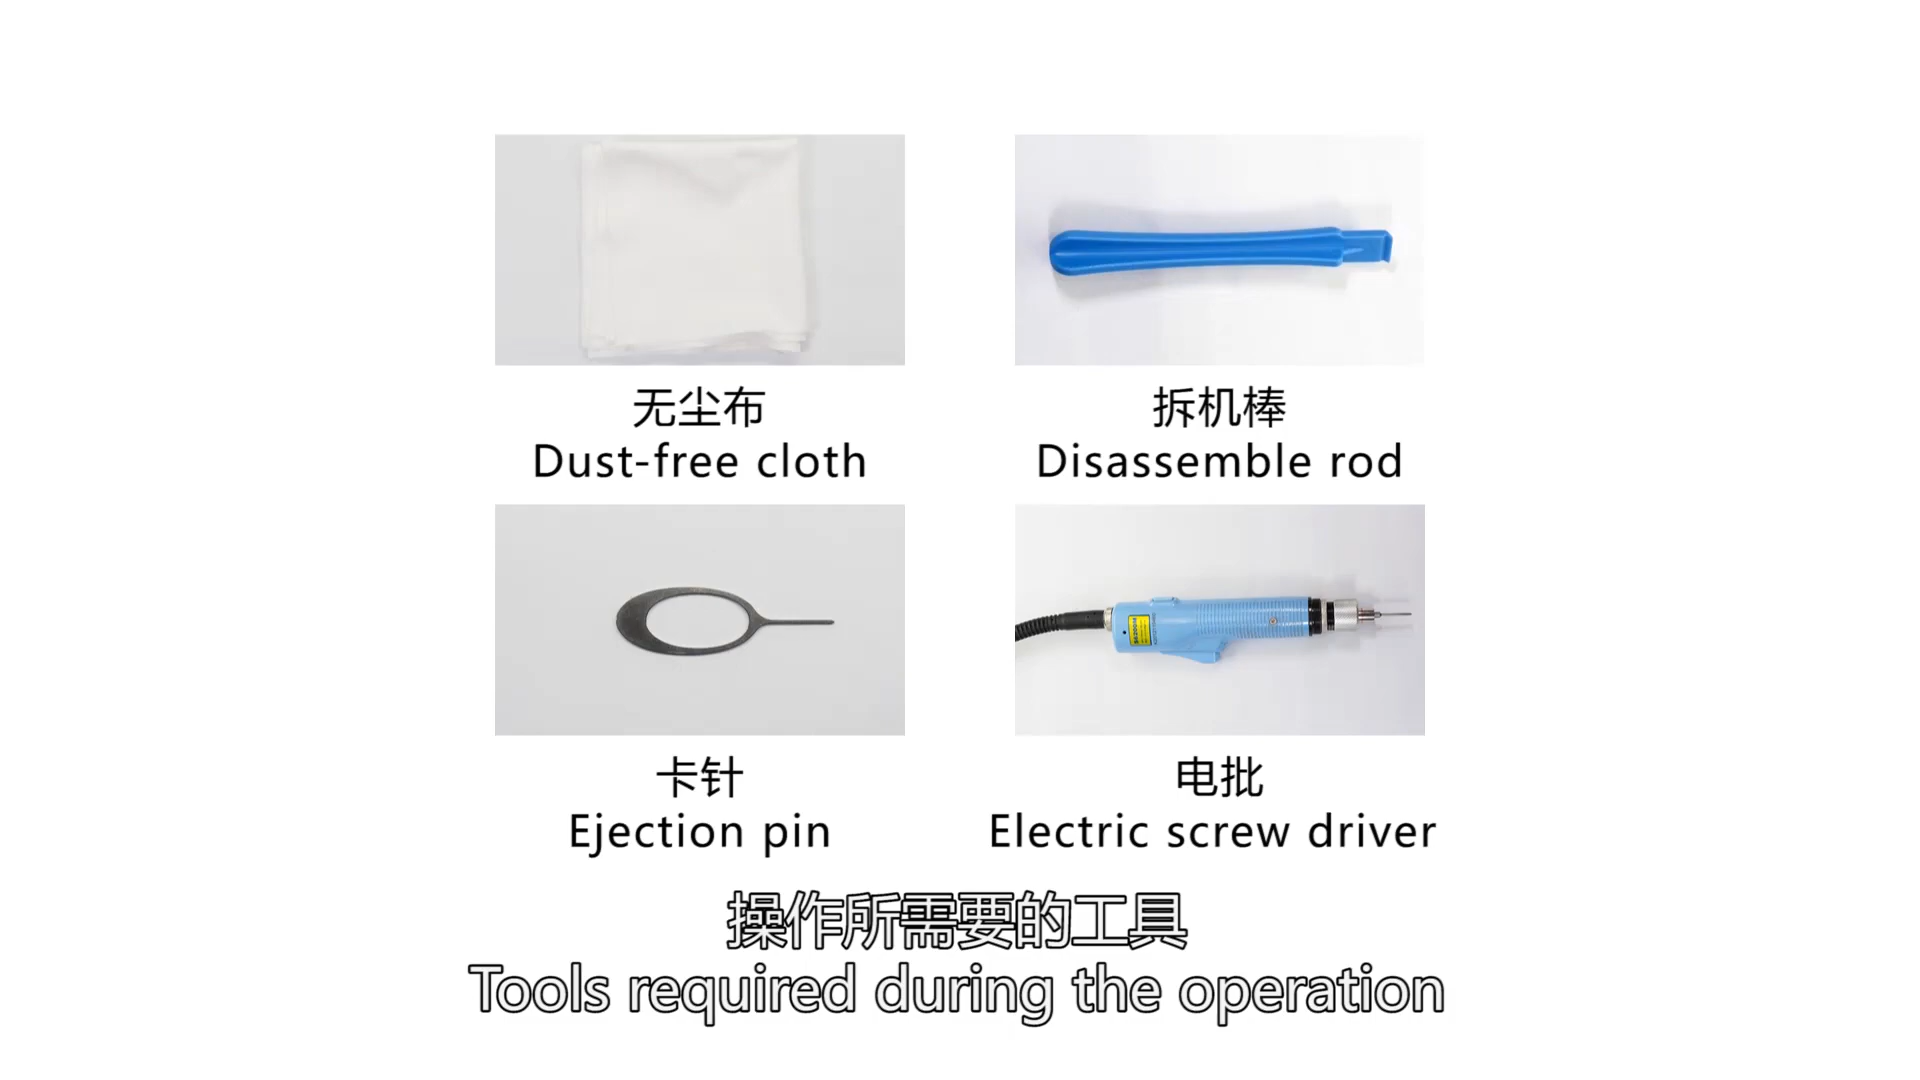 无尘布
Dust-free cloth
拆机棒
Disassemble rod
卡针
Ejection pin
电批
Electric screw driver
操作所需要的工具
Tools required during the operation